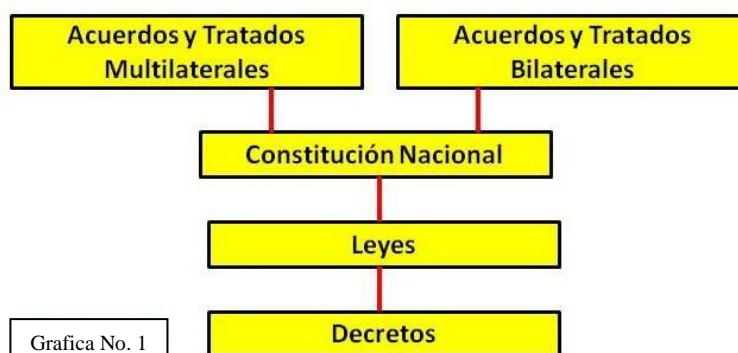 Acuerdos y Tratados
Multilaterales
Acuerdos y Tratados
Bilaterales
Constitución Nacional
Leyes
Decretos
Grafica No. 1